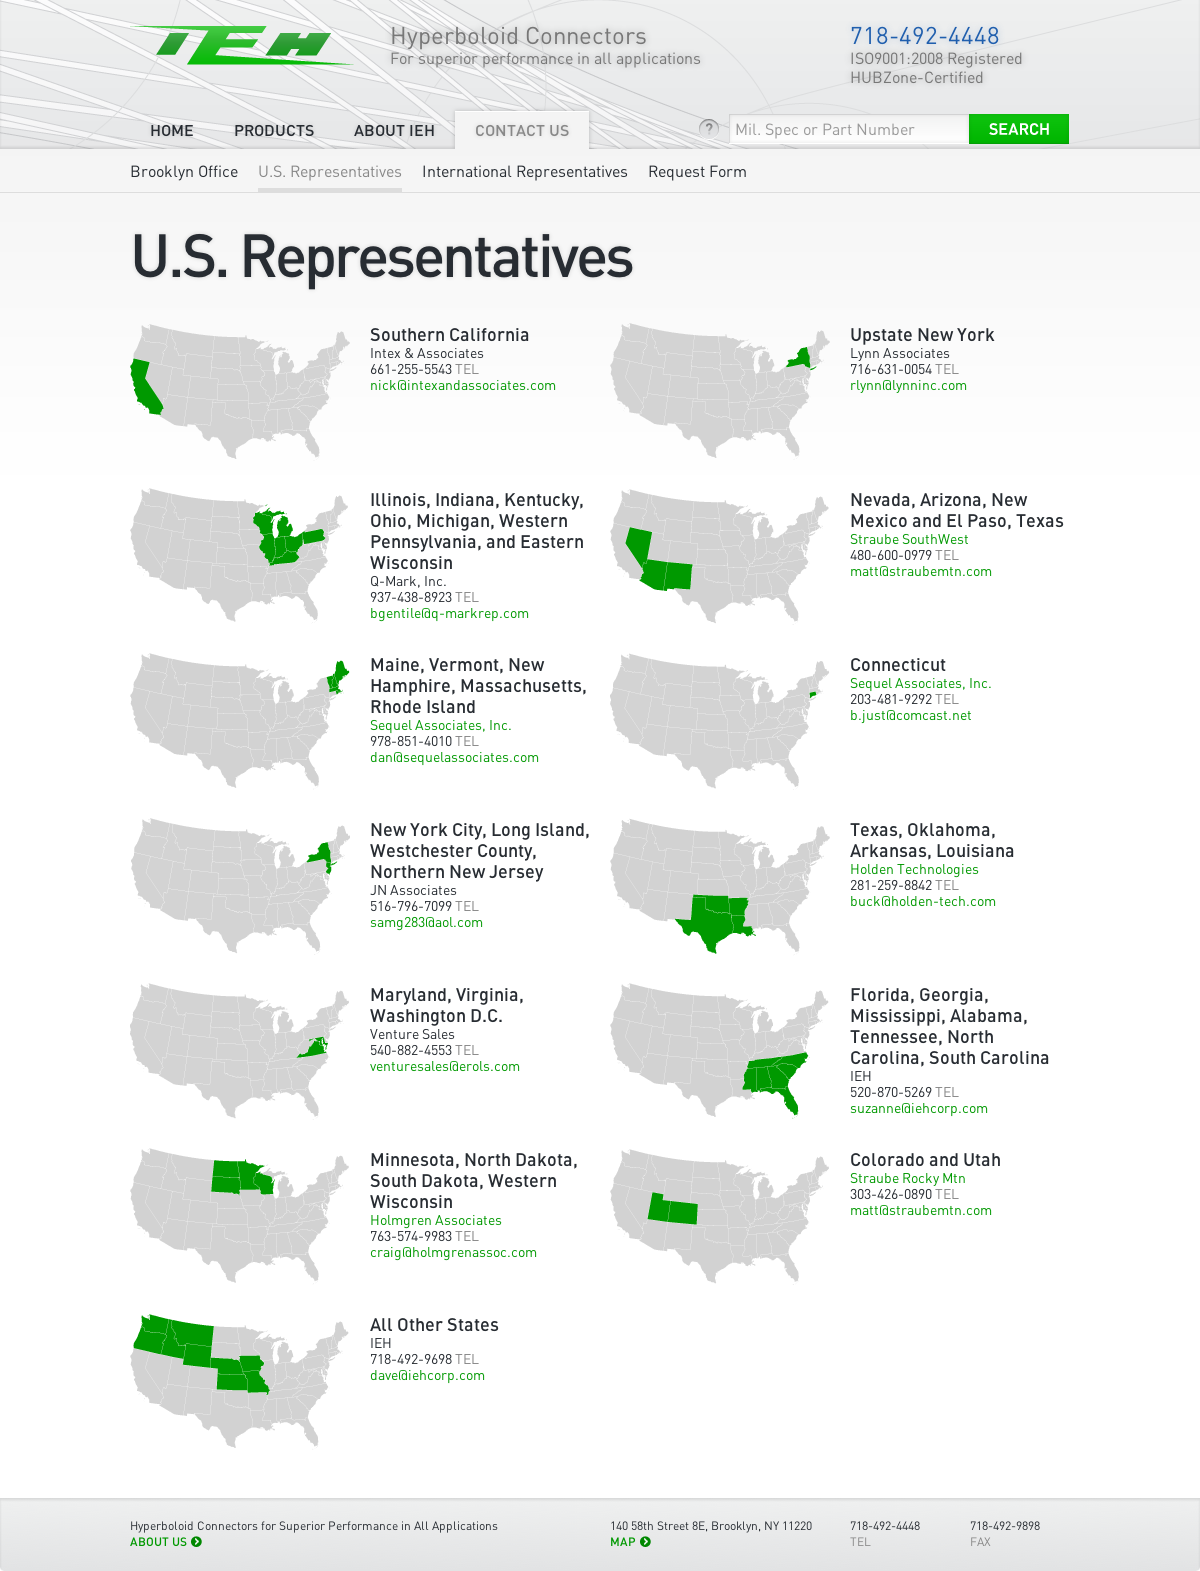 IEH
Hyperboloid Connectors
For superior performance in all applications
718-492-4448
ISO9001:2008 Registered
HUBZone-Certified
HOME
PRODUCTS
ABOUT IEH
CONTACT US
?
Mil. Spec or Part Number
SEARCH
Brooklyn Office
U.S. Representatives
International Representatives
Request Form
U.S. Representatives
Southern California
Intex & Associates
661-255-5543 TEL
nick@intexandassociates.com
Upstate New York
Lynn Associates
716-631-0054 TEL
rlynn@lynninc.com
Illinois, Indiana, Kentucky,
Ohio, Michigan, Western
Pennsylvania, and Eastern
Wisconsin
Q-Mark, Inc.
937-438-8923 TEL
bgentile@q-markrep.com
Nevada, Arizona, New
Mexico and El Paso, Texas
Straube SouthWest
480-600-0979 TEL
matt@straubemtn.com
Maine, Vermont, New
Hamphire, Massachusetts,
Rhode Island
Sequel Associates, Inc.
978-851-4010 TEL
dan@sequelassociates.com
Connecticut
Sequel Associates, Inc.
203-481-9292 TEL
b.just@comcast.net
New York City, Long Island,
Westchester County,
Northern New Jersey
JN Associates
516-796-7099 TEL
samg283@aol.com
Texas, Oklahoma,
Arkansas, Louisiana
Holden Technologies
281-259-8842 TEL
buck@holden-tech.com
Maryland, Virginia,
Washington D.C.
Venture Sales
540-882-4553 TEL
venturesales@erols.com
Florida, Georgia,
Mississippi, Alabama,
Tennessee, North
Carolina, South Carolina
IEH
520-870-5269 TEL
suzanne@iehcorp.com
Minnesota, North Dakota,
South Dakota, Western
Wisconsin
Holmgren Associates
763-574-9983 TEL
craig@holmgrenassoc.com
Colorado and Utah
Straube Rocky Mtn
303-426-0890 TEL
matt@straubemtn.com
All Other States
IEH
718-492-9698 TEL
dave@iehcorp.com
Hyperboloid Connectors for Superior Performance in All Applications
ABOUT US
140 58th Street 8E, Brooklyn, NY 11220
MAP
718-492-4448
TEL
718-492-9898
FAX